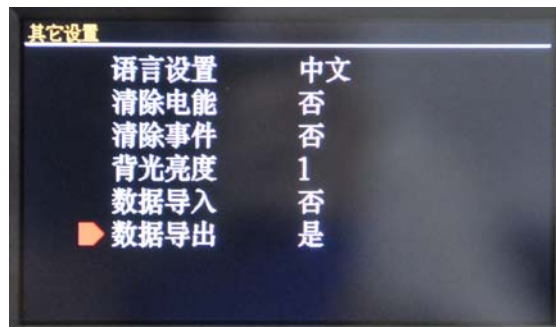 其它设置
语言设置 中文
清除电能 否
清除事件 否
背光亮度 1
数据导入 否
数据导出 是